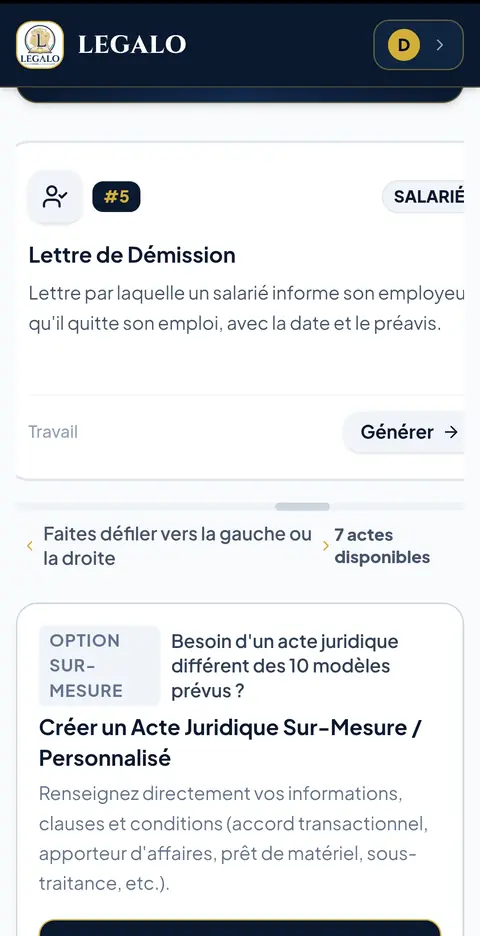 LEGALO
LEGALO
D
#5
SALARIÉ
Lettre de Démission
Lettre par laquelle un salarié informe son employeu
qu'il quitte son emploi, avec la date et le préavis.
Travail
Générer →
Faites défiler vers la gauche ou
la droite
7 actes
disponibles
OPTION
SUR-
MESURE
Besoin d'un acte juridique
différent des 10 modèles
prévus ?
Créer un Acte Juridique Sur-Mesure /
Personnalisé
Renseignez directement vos informations,
clauses et conditions (accord transactionnel,
apporteur d'affaires, prêt de matériel, sous-
traitance, etc.).